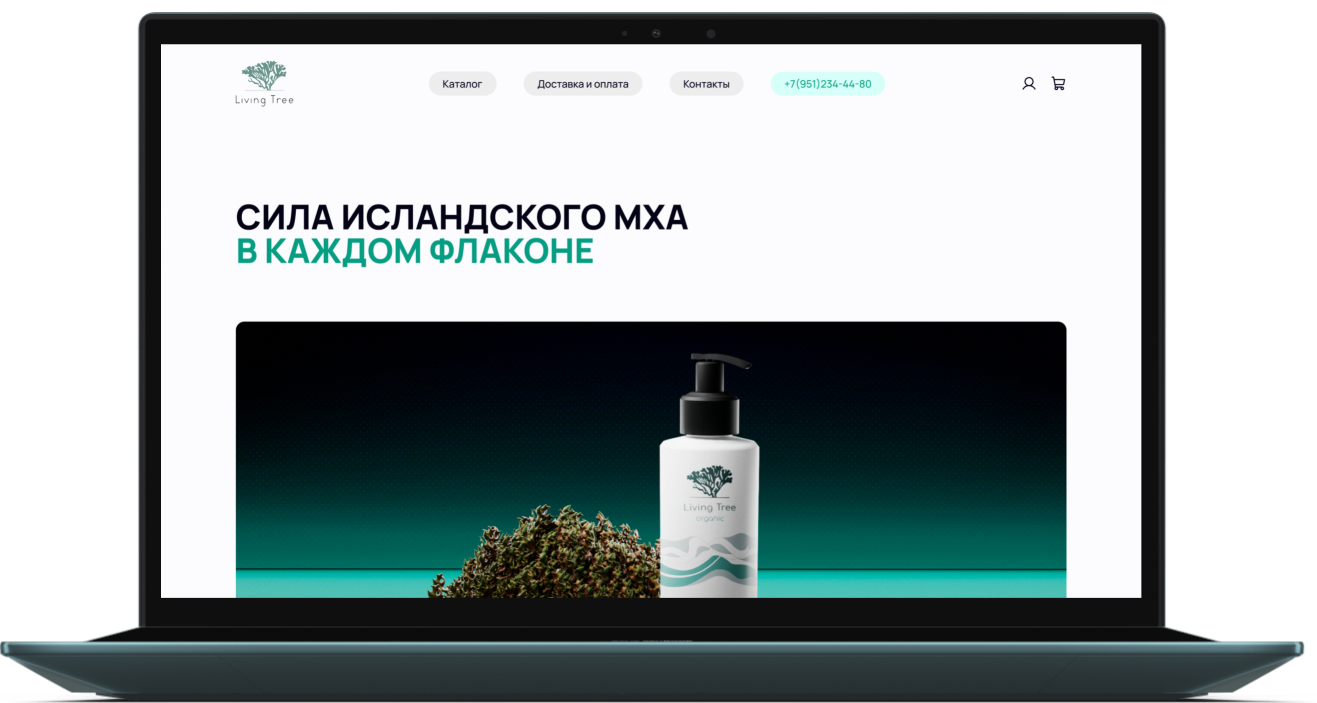 Living Tree
Каталог
Доставка и оплата
Контакты
+7(951)234-44-80
СИЛА ИСЛАНДСКОГО МХА
В КАЖДОМ ФЛАКОНЕ
Living Tree
organic